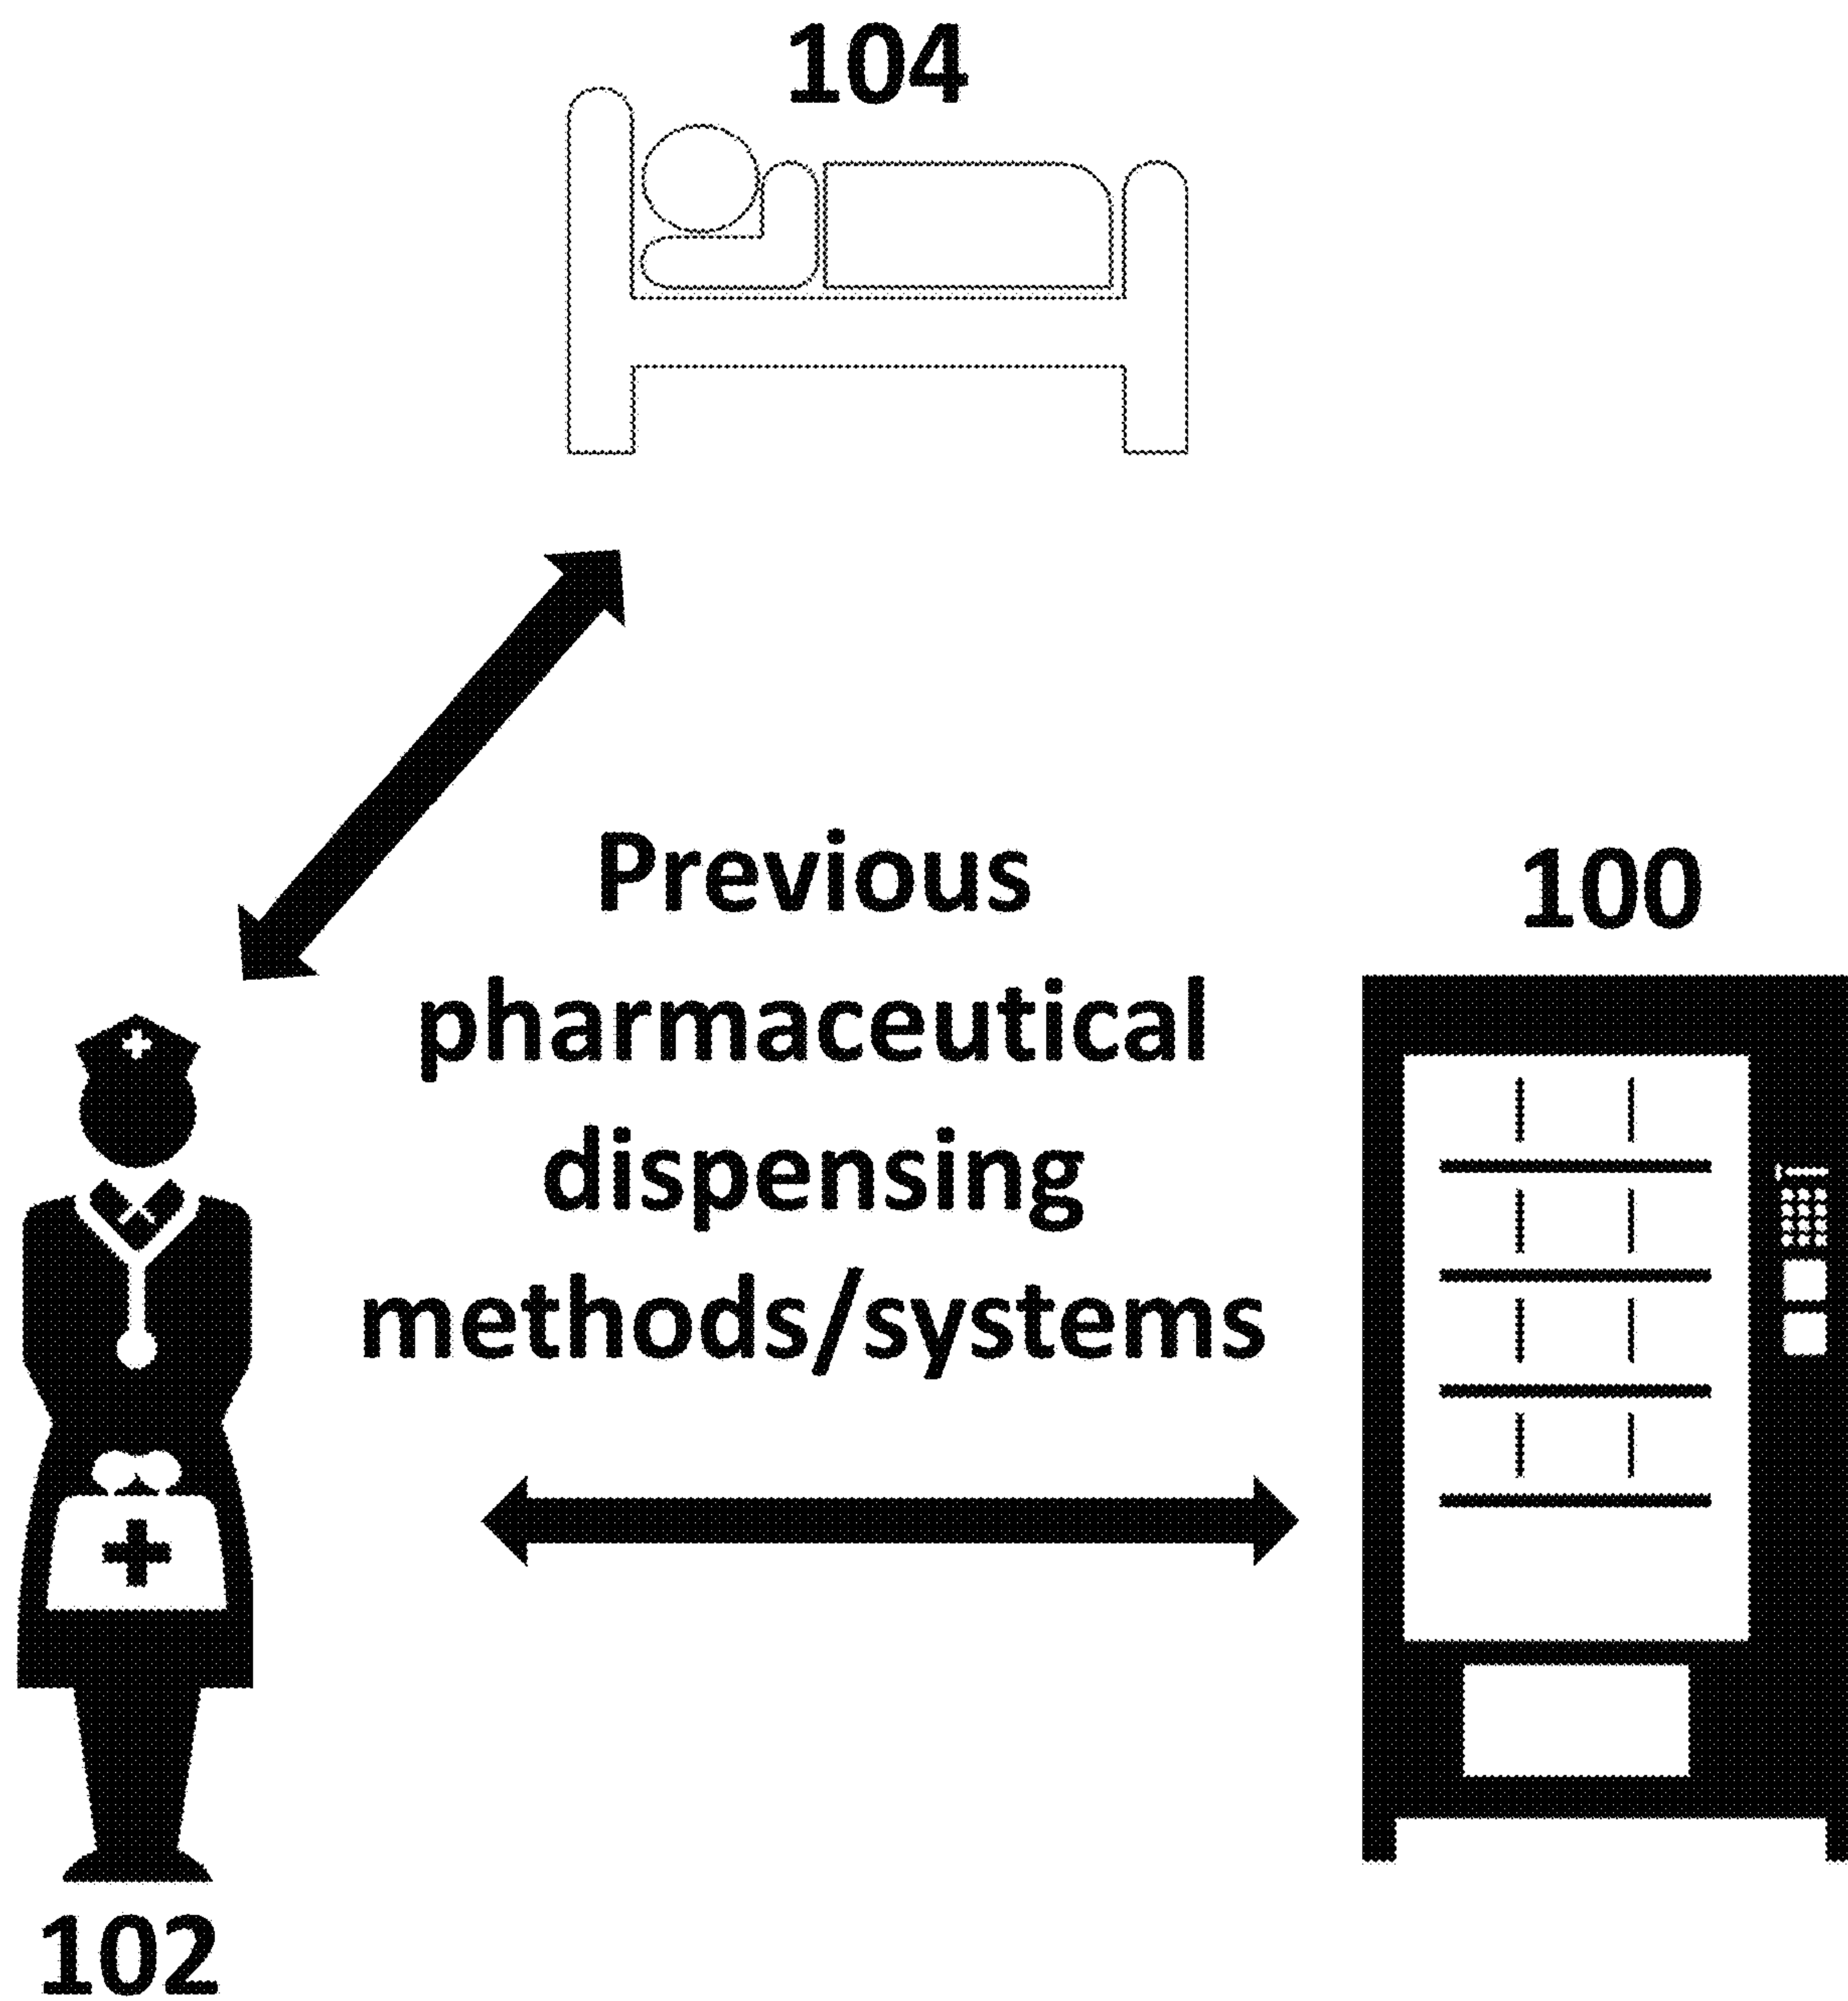 104
Previous
pharmaceutical
dispensing
methods/systems
100
102